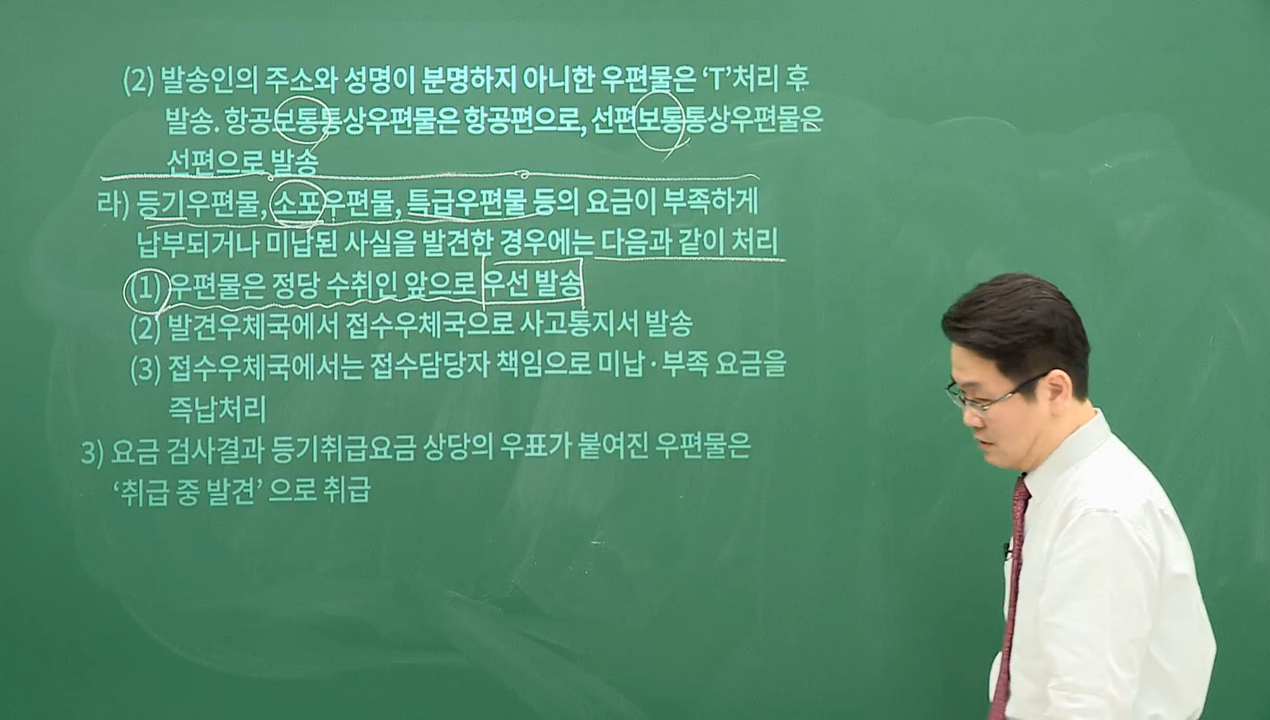 (2) 발송인의 주소와 성명이 분명하지 아니한 우편물은 ‘T’처리 후
발송. 항공보통통상우편물은 항공편으로, 선편보통통상우편물은
선편으로 발송
라) 등기우편물, 소포우편물, 특급우편물 등의 요금이 부족하게
납부되거나 미납된 사실을 발견한 경우에는 다음과 같이 처리
(1) 우편물은 정당 수취인 앞으로 우선 발송
(2) 발견우체국에서 접수우체국으로 사고통지서 발송
(3) 접수우체국에서는 접수담당자 책임으로 미납·부족 요금을
즉납처리
3) 요금 검사결과 등기취급요금 상당의 우표가 붙여진 우편물은
‘취급 중 발견’ 으로 취급